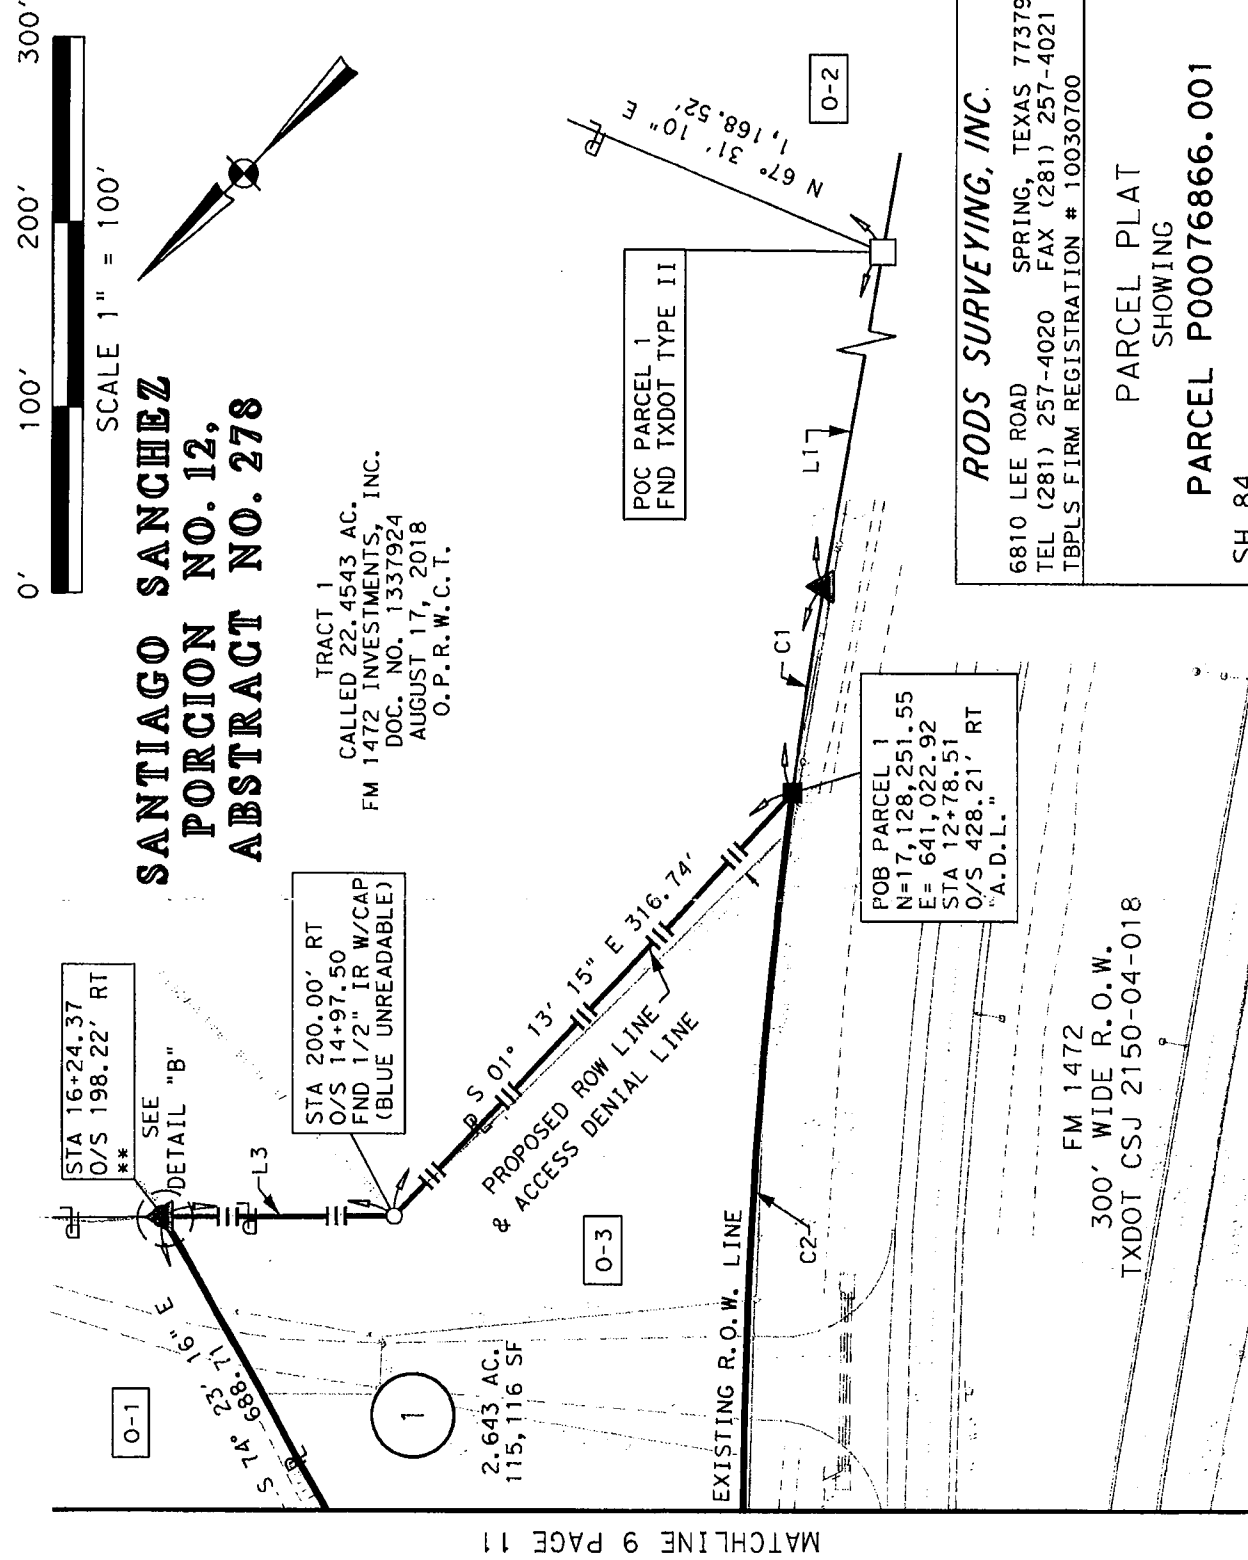 0' 100' 200' 300'
SCALE 1" = 100'
SANTIAGO SANCHEZ
PORCION NO. 12,
ABSTRACT NO. 278
TRACT 1
CALLED 22.4543 AC.
FM 1472 INVESTMENTS, INC.
DOC. NO. 1337924
AUGUST 17, 2018
O.P.R.W.C.T.
STA 16+24.37
O/S 198.22' RT
**
SEE
DETAIL "B"
L3
STA 200.00' RT
O/S 14+97.50
FND 1/2" IR W/CAP
(BLUE UNREADABLE)
O-1
S 74° 23' 16" E
688.71
1
2.643 AC.
115,116 SF
O-3
S 01° 13' 15" E 316.74'
PROPOSED ROW LINE
& ACCESS DENIAL LINE
EXISTING R.O.W. LINE
C2
POC PARCEL 1
FND TXDOT TYPE II
N 67° 31' 10" E
1,168.52'
O-2
L1
C1
POB PARCEL 1
N=17,128,251.55
E= 641,022.92
STA 12+78.51
O/S 428.21' RT
"A.D.L."
FM 1472
300' WIDE R.O.W.
TXDOT CSJ 2150-04-018
MATCHLINE 9 PAGE 11
RODS SURVEYING, INC.
6810 LEE ROAD SPRING, TEXAS 77379
TEL (281) 257-4020 FAX (281) 257-4021
TBPLS FIRM REGISTRATION # 10030700
PARCEL PLAT
SHOWING
PARCEL P00076866.001
SH 84